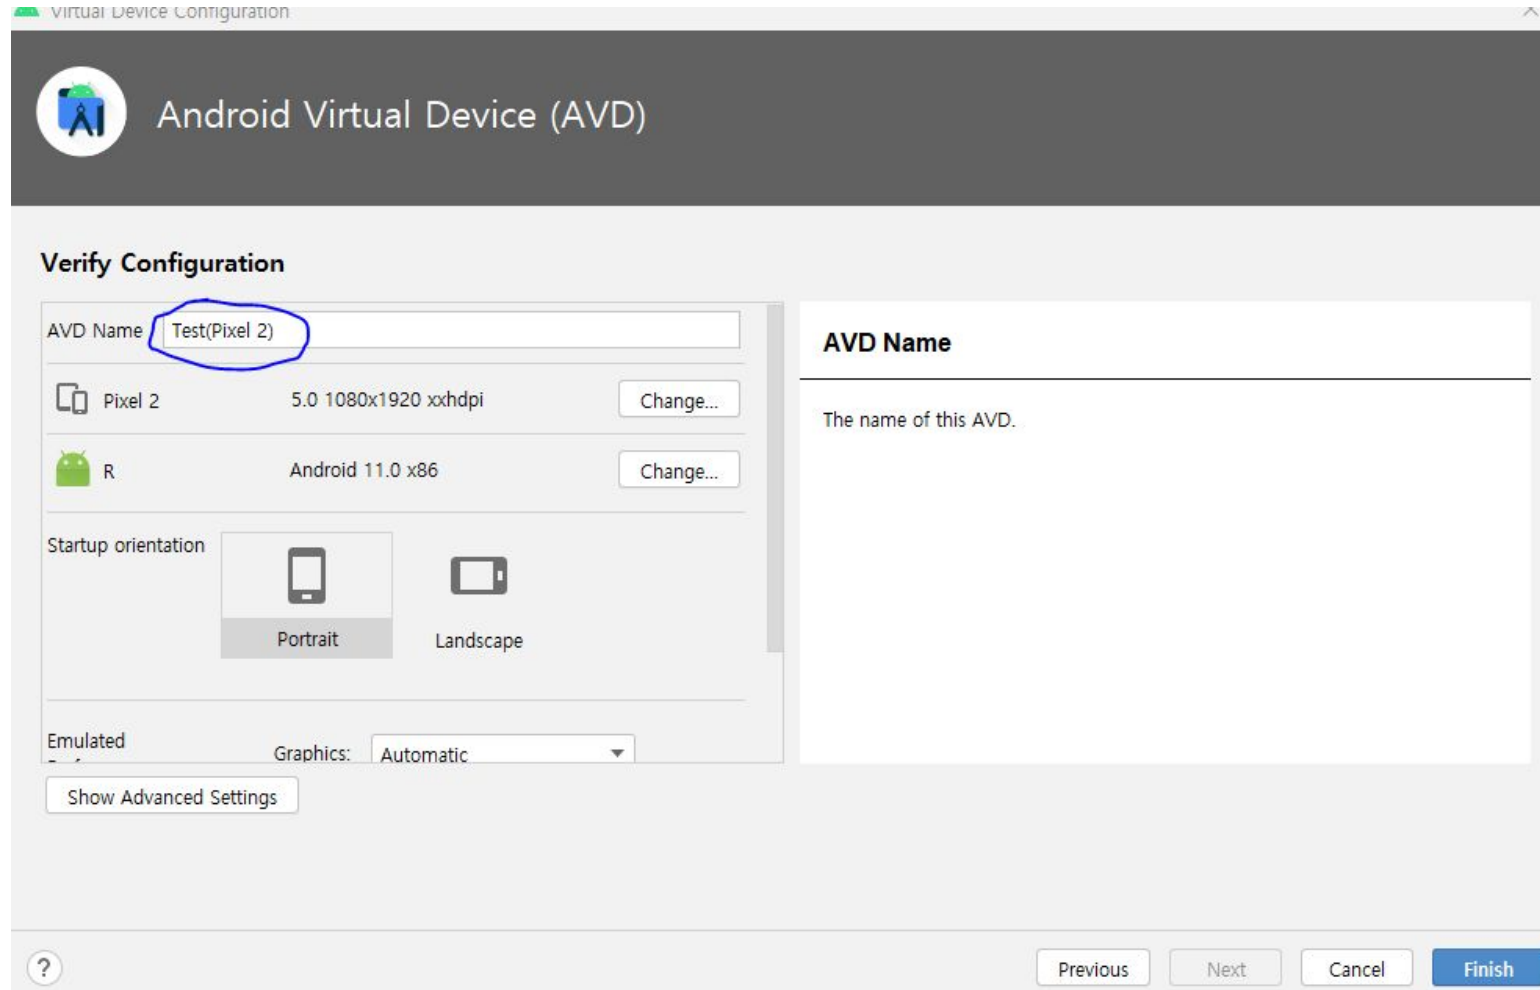 Virtual Device Configuration
Android Virtual Device (AVD)
Verify Configuration
AVD Name Test(Pixel 2)
Pixel 2 5.0 1080x1920 xxhdpi Change...
R Android 11.0 x86 Change...
Startup orientation
Portrait Landscape
Emulated
Graphics: Automatic
Show Advanced Settings
AVD Name
The name of this AVD.
? Previous Next Cancel Finish